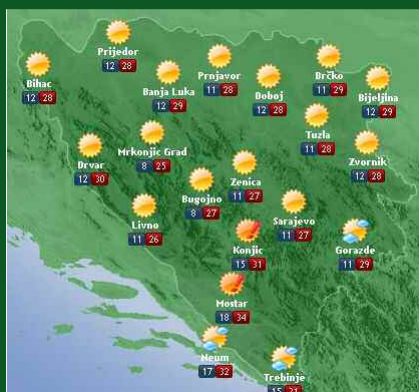 Prijedor
12 28
Bihac
12 28
Banja Luka
12 29
Prnjavor
11 28
Doboj
12 28
Brčko
11 29
Bijeljina
12 29
Tuzla
11 28
Zvornik
12 28
Drvar
12 30
Mrkonjic Grad
8 25
Bugojno
8 27
Zenica
11 27
Livno
11 26
Sarajevo
11 27
Konjic
15 31
Gorazde
11 29
Mostar
18 34
Neum
17 32
Trebinje
15 31